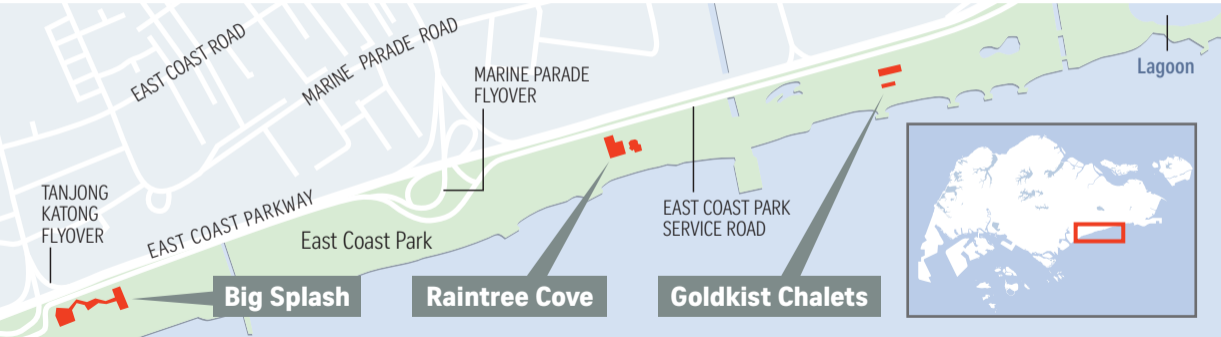 EAST COAST ROAD
MARINE PARADE ROAD
MARINE PARADE
FLYOVER
Lagoon
TANJONG
KATONG
FLYOVER
EAST COAST PARKWAY
East Coast Park
EAST COAST PARK
SERVICE ROAD
Big Splash
Raintree Cove
Goldkist Chalets